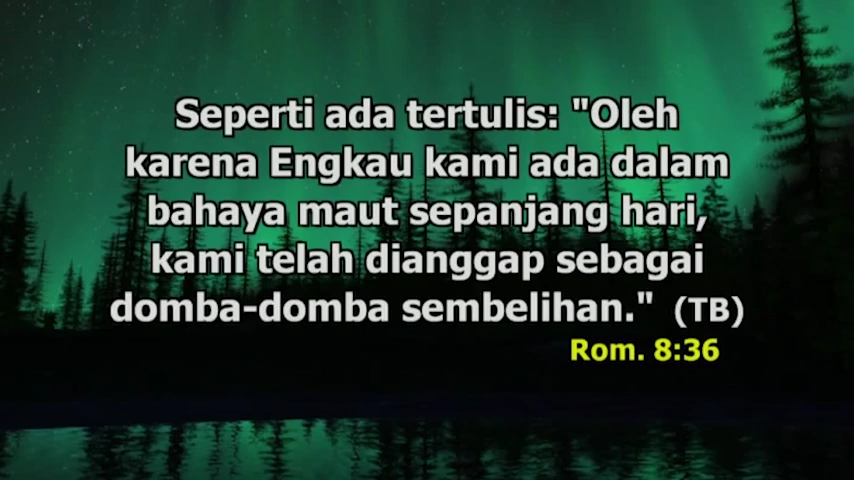 Seperti ada tertulis: "Oleh
karena Engkau kami ada dalam
bahaya maut sepanjang hari,
kami telah dianggap sebagai
domba-domba sembelihan." (TB)
Rom. 8:36